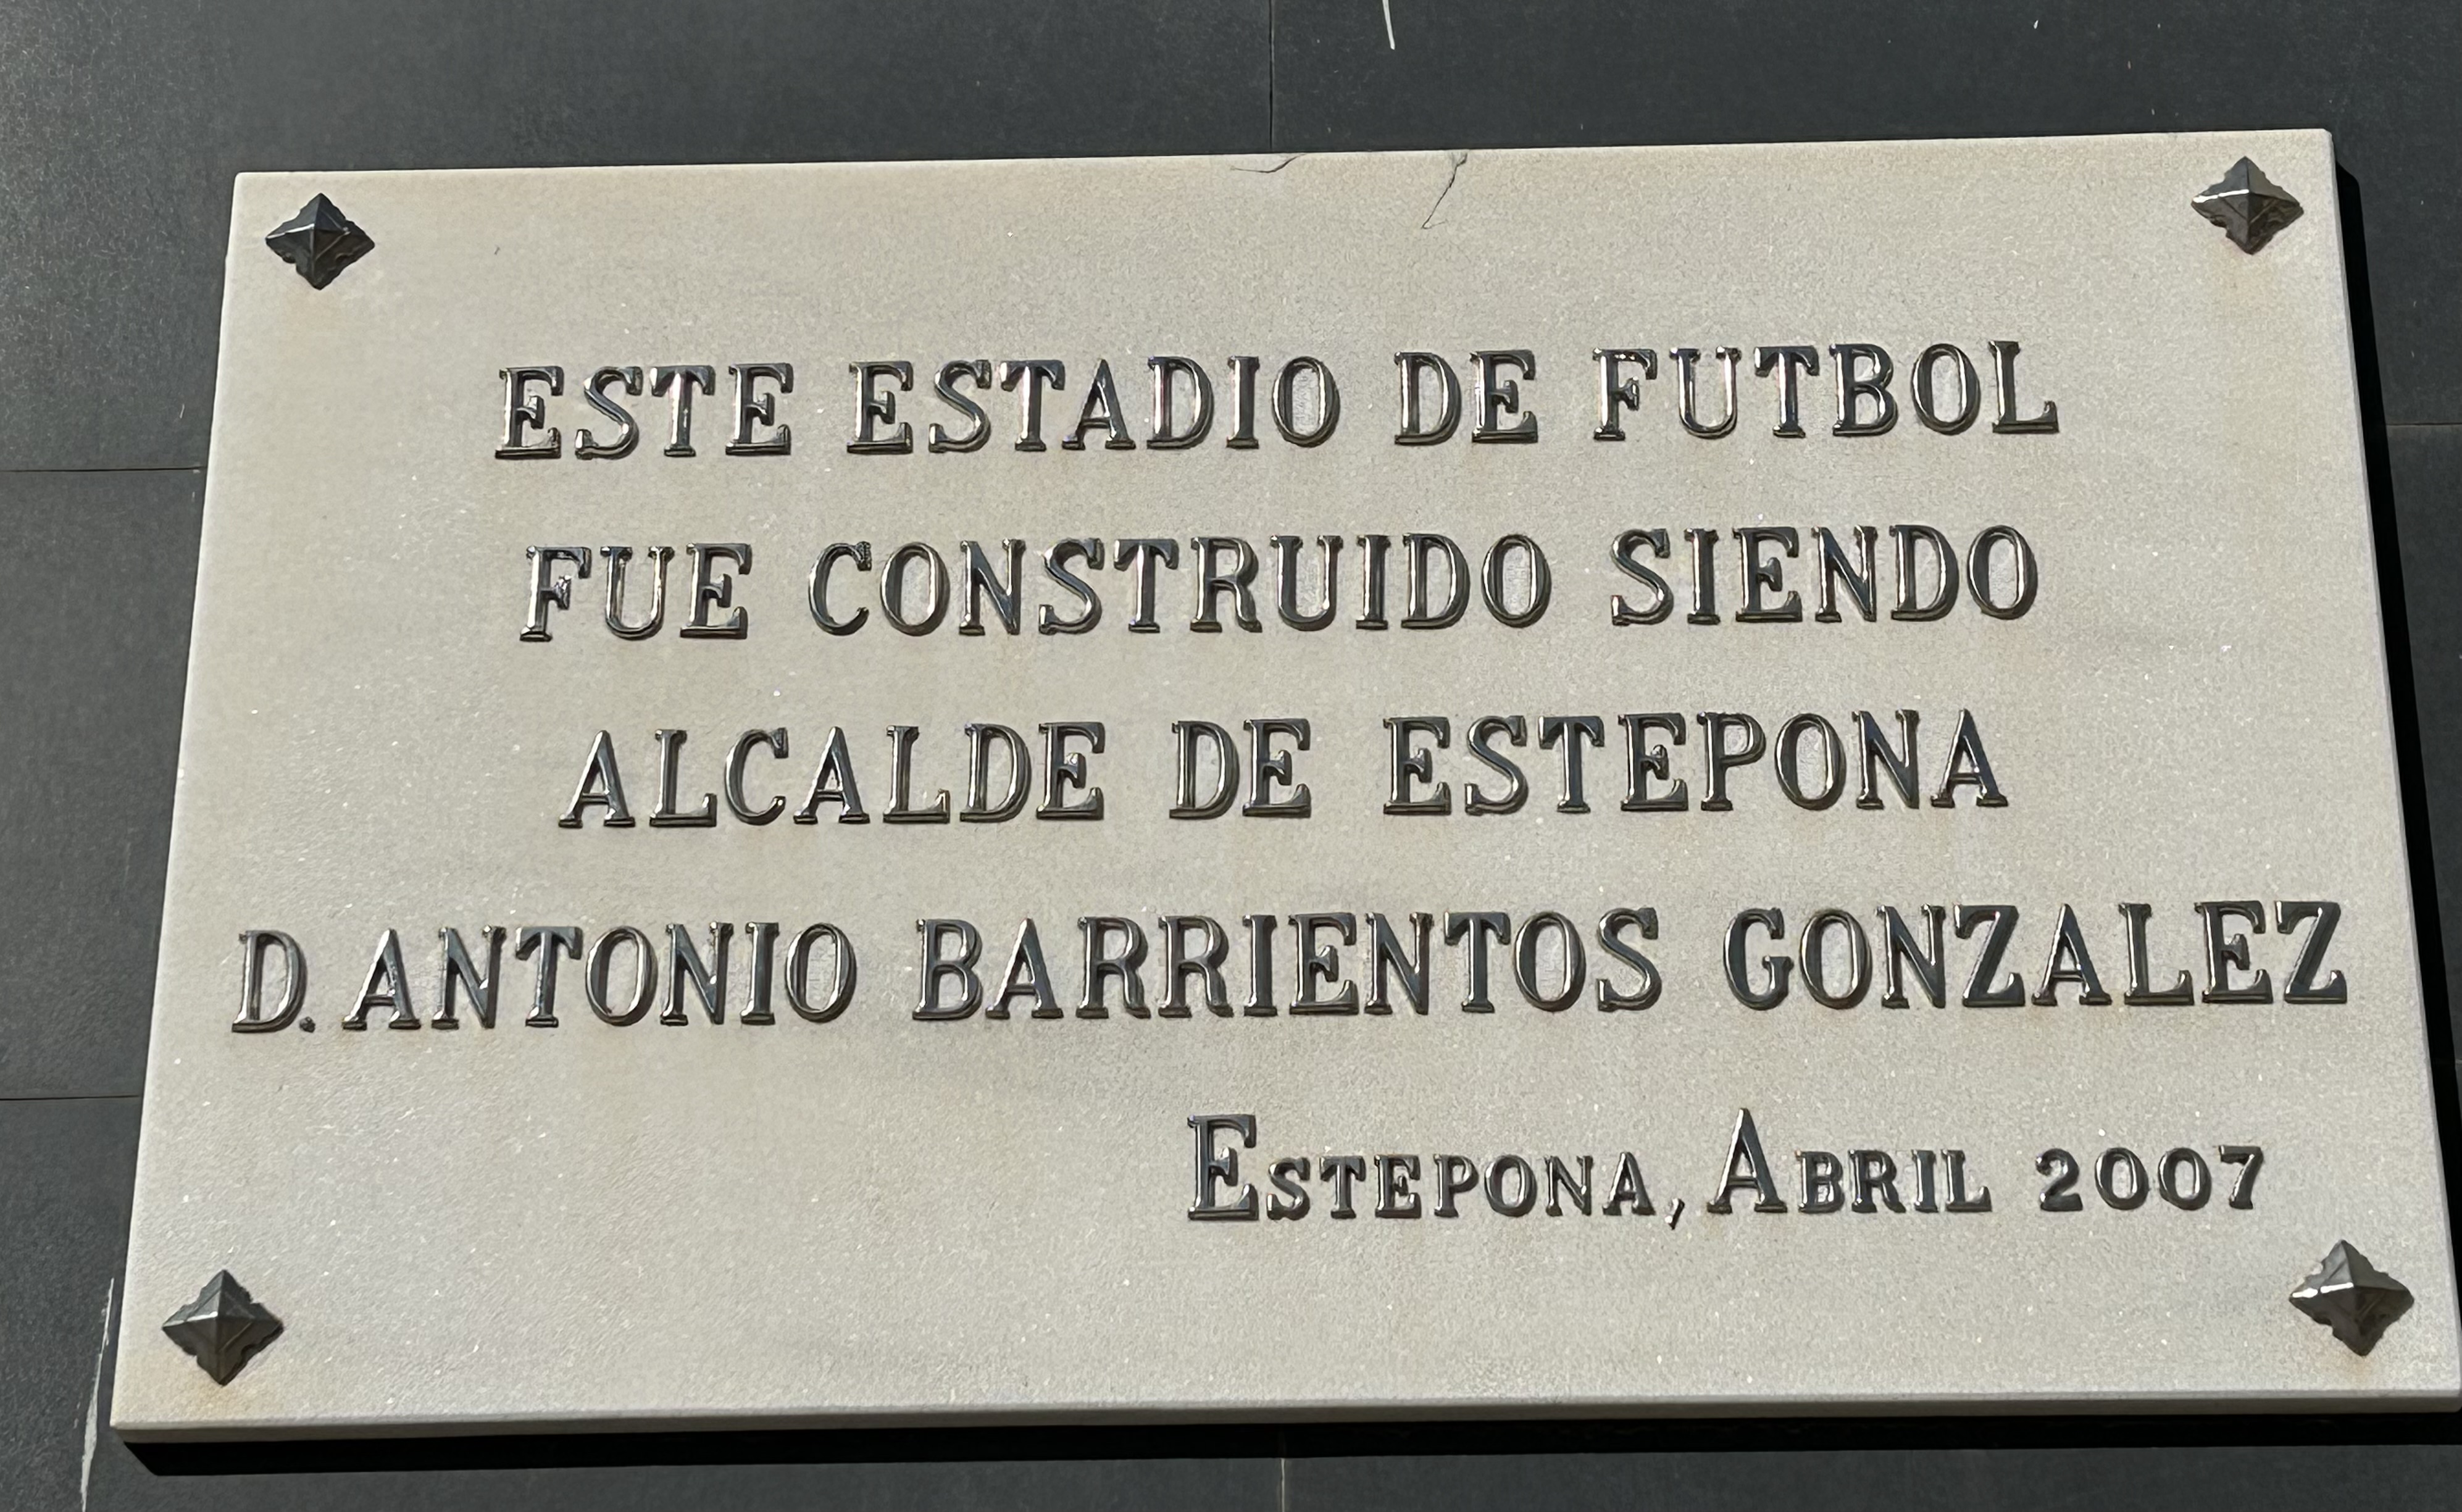 ESTE ESTADIO DE FUTBOL
FUE CONSTRUIDO SIENDO
ALCALDE DE ESTEPONA
D. ANTONIO BARRIENTOS GONZALEZ
ESTEPONA, ABRIL 2007